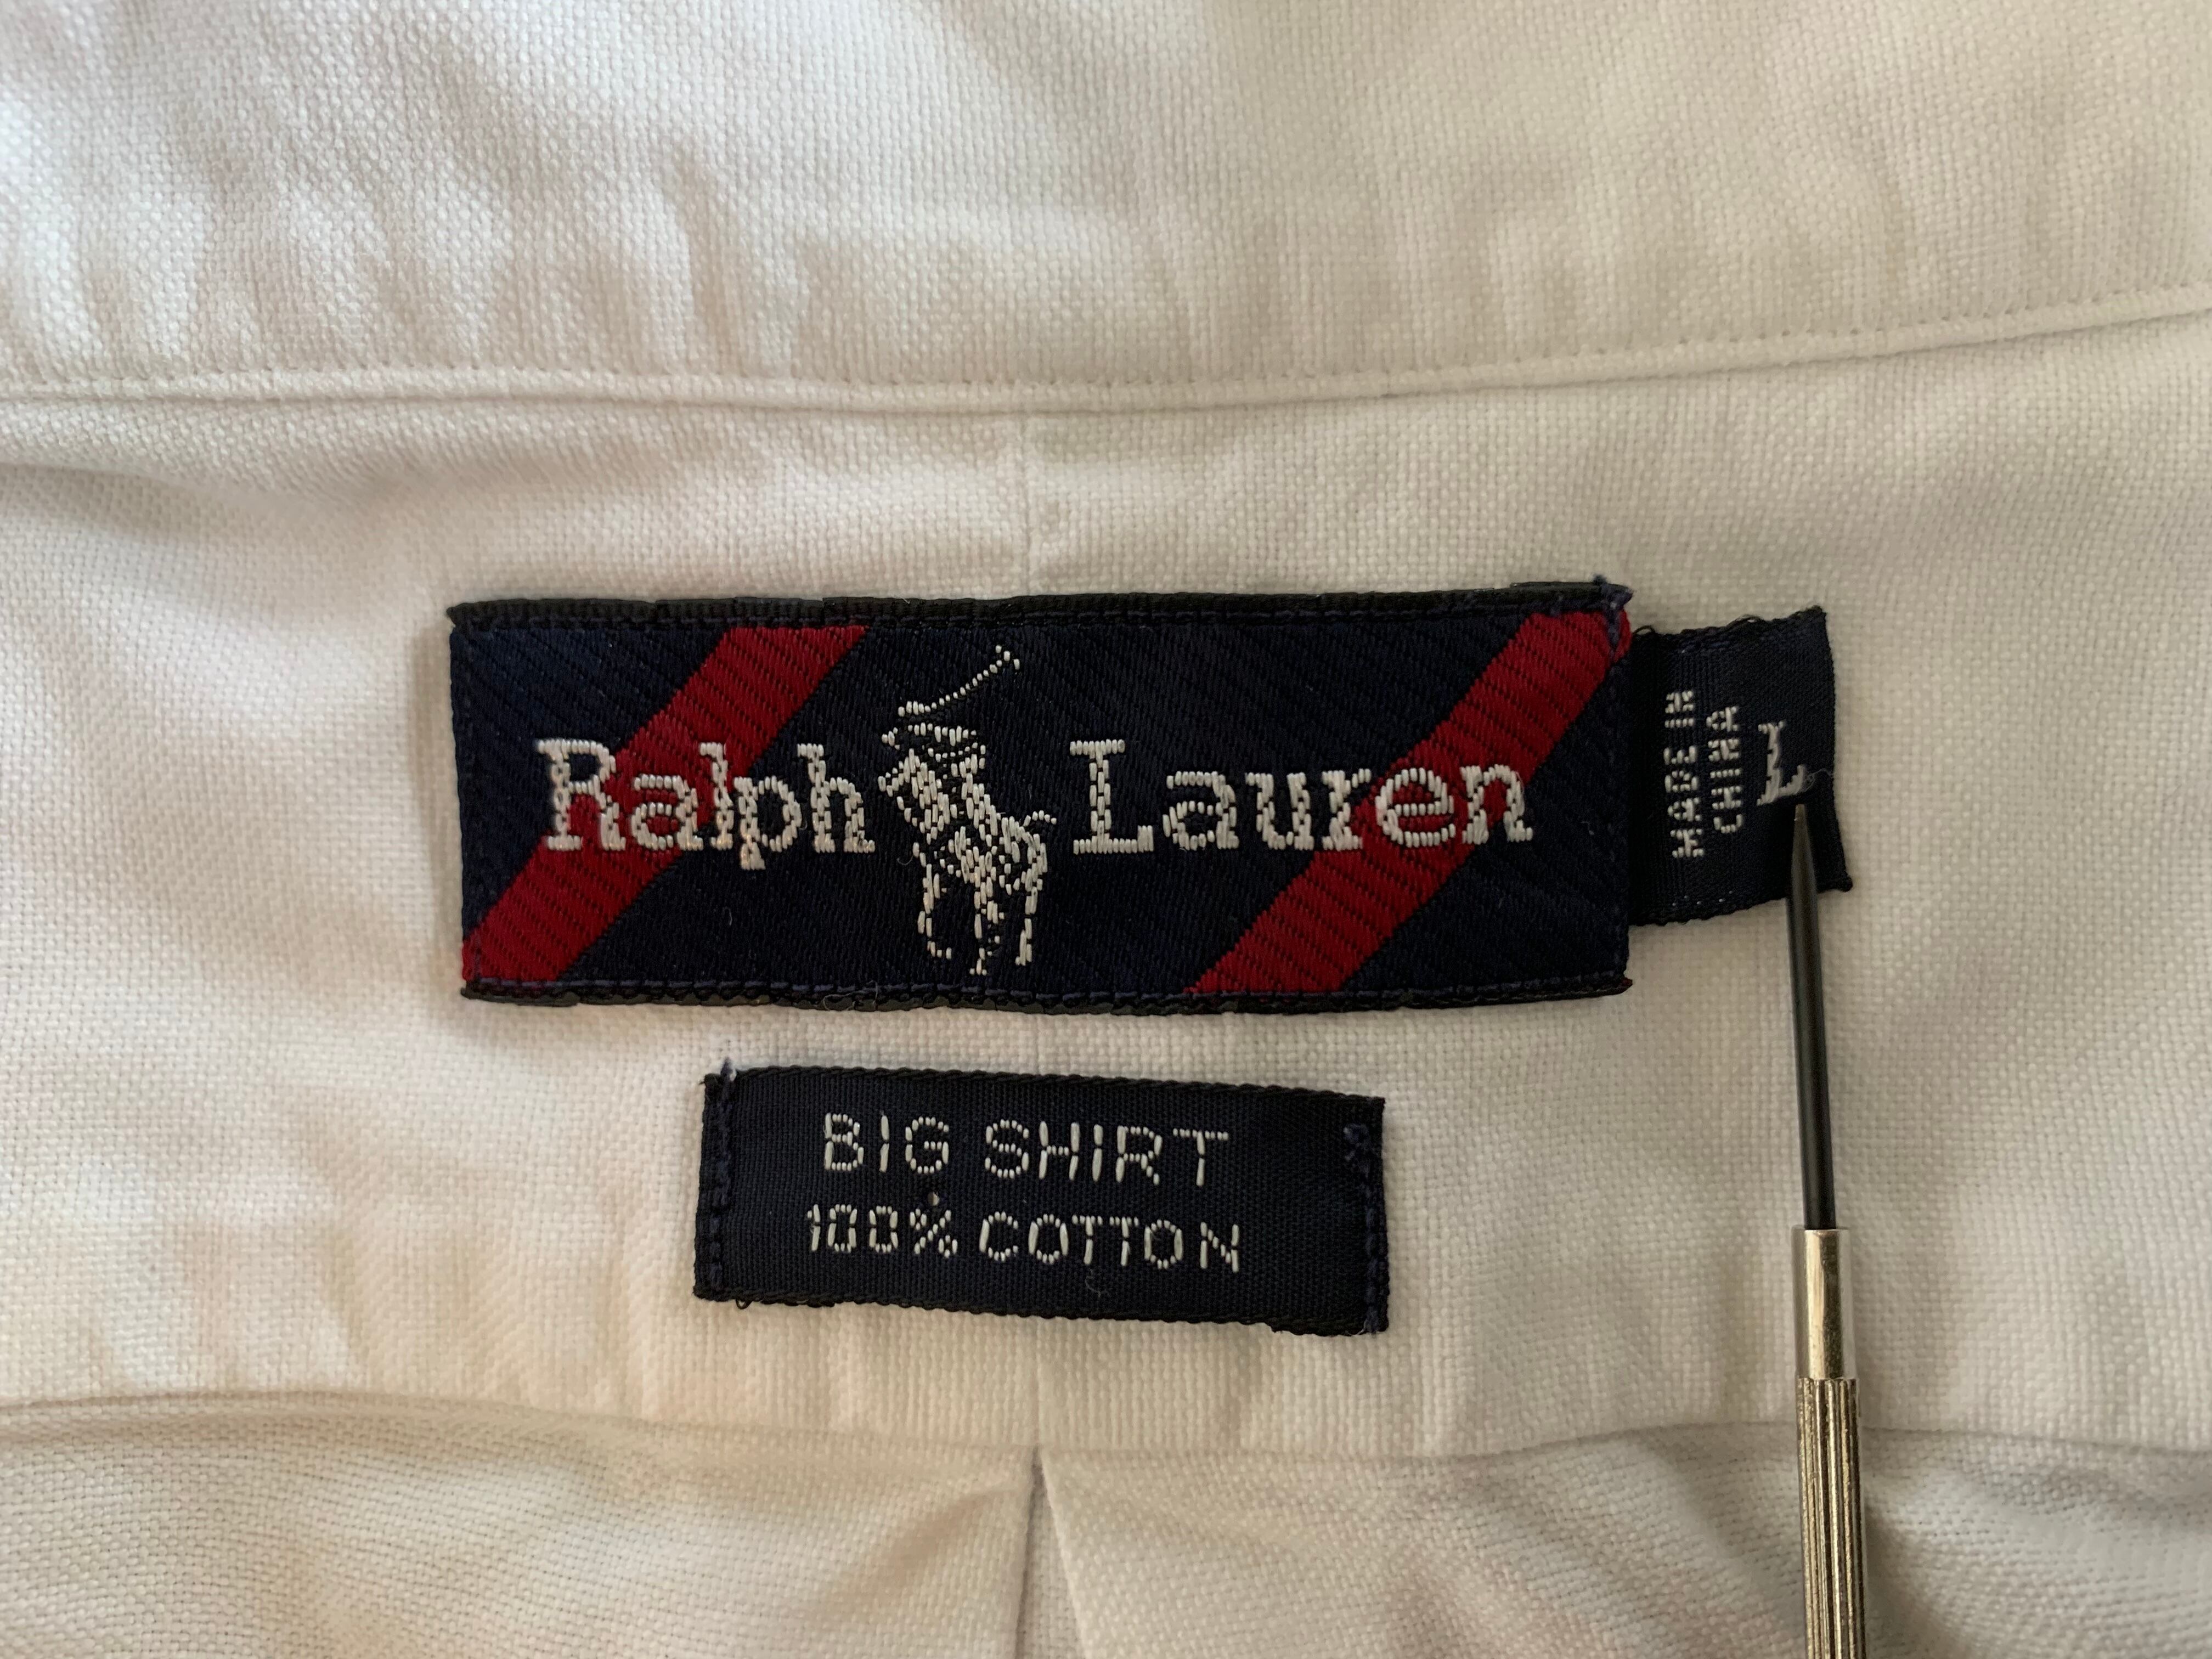 Ralph Lauren
MADE IN
CHINA
L
BIG SHIRT
100% COTTON